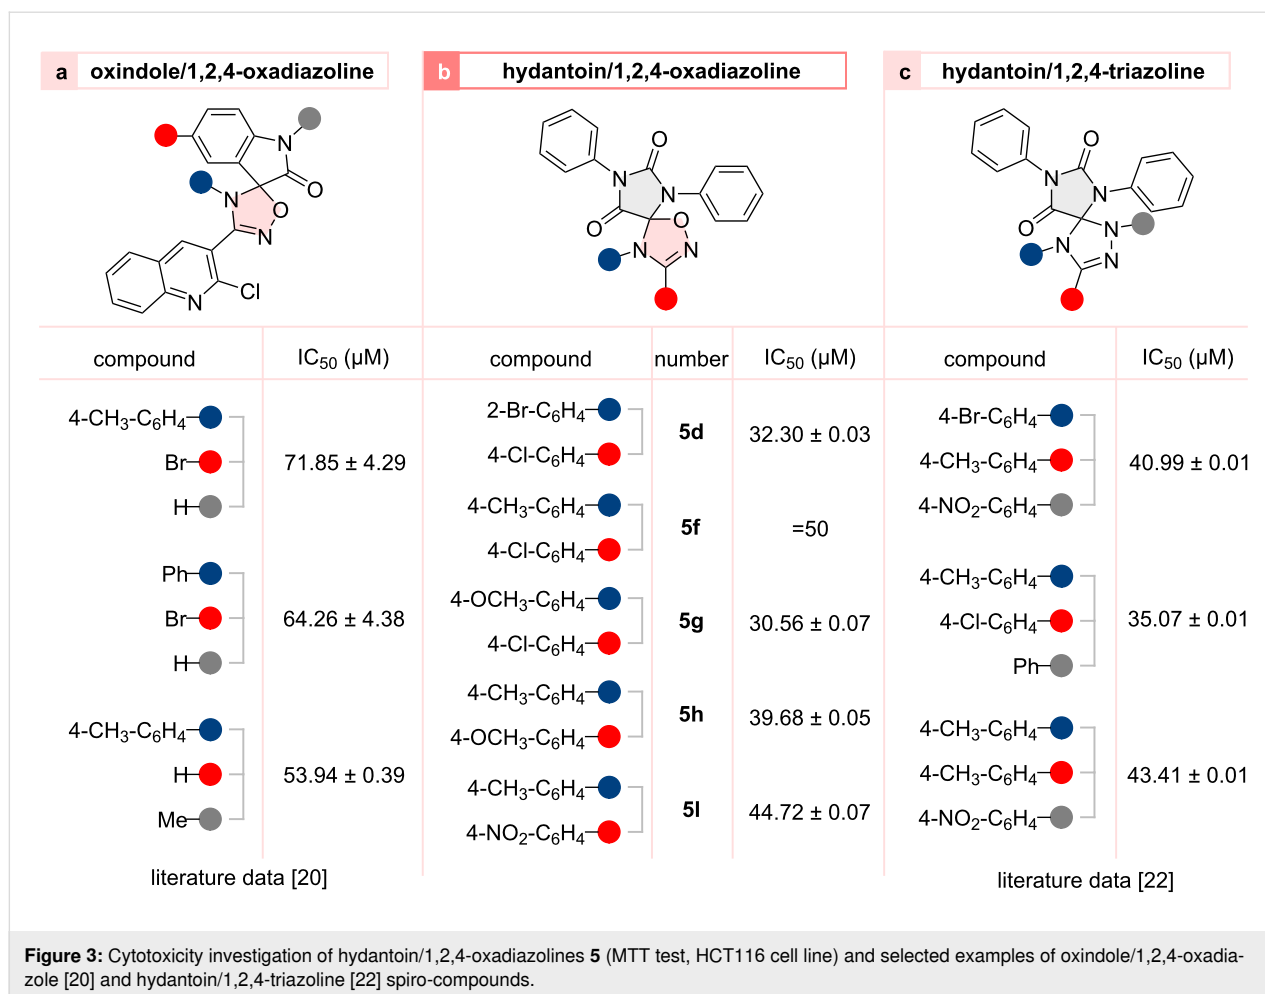 a oxindole/1,2,4-oxadiazoline
N
O
N
O
N
N
Cl
compound IC50 (μM)
4-CH3-C6H4
Br 71.85 ± 4.29
H
Ph
Br 64.26 ± 4.38
H
4-CH3-C6H4
H 53.94 ± 0.39
Me
literature data [20]
b hydantoin/1,2,4-oxadiazoline
O
N
N
O
O
N
N
compound number IC50 (μM)
2-Br-C6H4
5d 32.30 ± 0.03
4-Cl-C6H4
4-CH3-C6H4
5f =50
4-Cl-C6H4
4-OCH3-C6H4
5g 30.56 ± 0.07
4-Cl-C6H4
4-CH3-C6H4
5h 39.68 ± 0.05
4-OCH3-C6H4
4-CH3-C6H4
5l 44.72 ± 0.07
4-NO2-C6H4
c hydantoin/1,2,4-triazoline
O
N
N
O
N
N
N
compound IC50 (μM)
4-Br-C6H4
4-CH3-C6H4 40.99 ± 0.01
4-NO2-C6H4
4-CH3-C6H4
4-Cl-C6H4 35.07 ± 0.01
Ph
4-CH3-C6H4
4-CH3-C6H4 43.41 ± 0.01
4-NO2-C6H4
literature data [22]
Figure 3: Cytotoxicity investigation of hydantoin/1,2,4-oxadiazolines 5 (MTT test, HCT116 cell line) and selected examples of oxindole/1,2,4-oxadia-
zole [20] and hydantoin/1,2,4-triazoline [22] spiro-compounds.